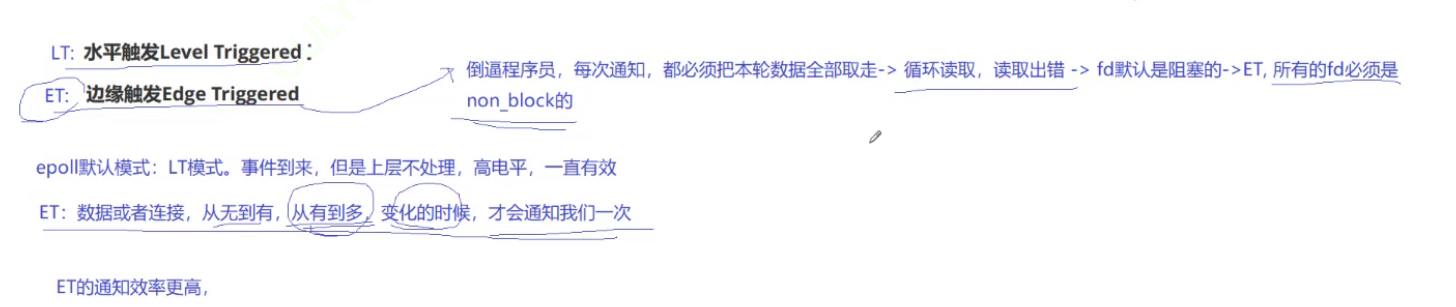 LT: 水平触发Level Triggered：
ET: 边缘触发Edge Triggered
倒逼程序员，每次通知，都必须把本轮数据全部取走-> 循环读取，读取出错 -> fd默认是阻塞的->ET, 所有的fd必须是
non_block的
epoll默认模式：LT模式。事件到来，但是上层不处理，高电平，一直有效
ET：数据或者连接，从无到有，从有到多，变化的时候，才会通知我们一次
ET的通知效率更高，